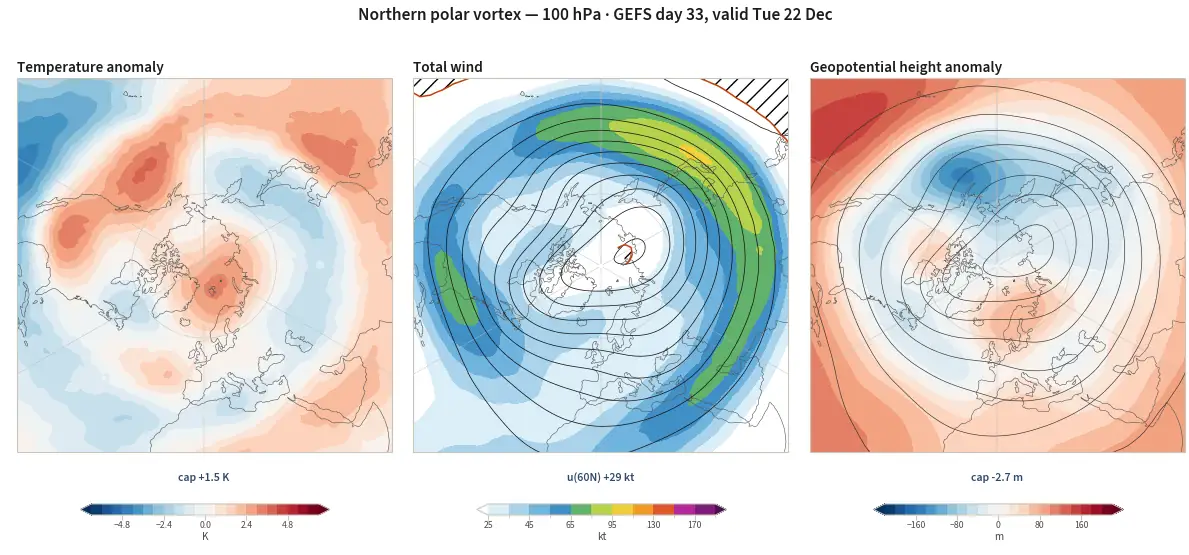 Northern polar vortex — 100 hPa · GEFS day 33, valid Tue 22 Dec
Temperature anomaly
Total wind
Geopotential height anomaly
cap +1.5 K
u(60N) +29 kt
cap -2.7 m
−4.8 −2.4 0.0 2.4 4.8
K
25 45 65 95 130 170
kt
−160 −80 0 80 160
m